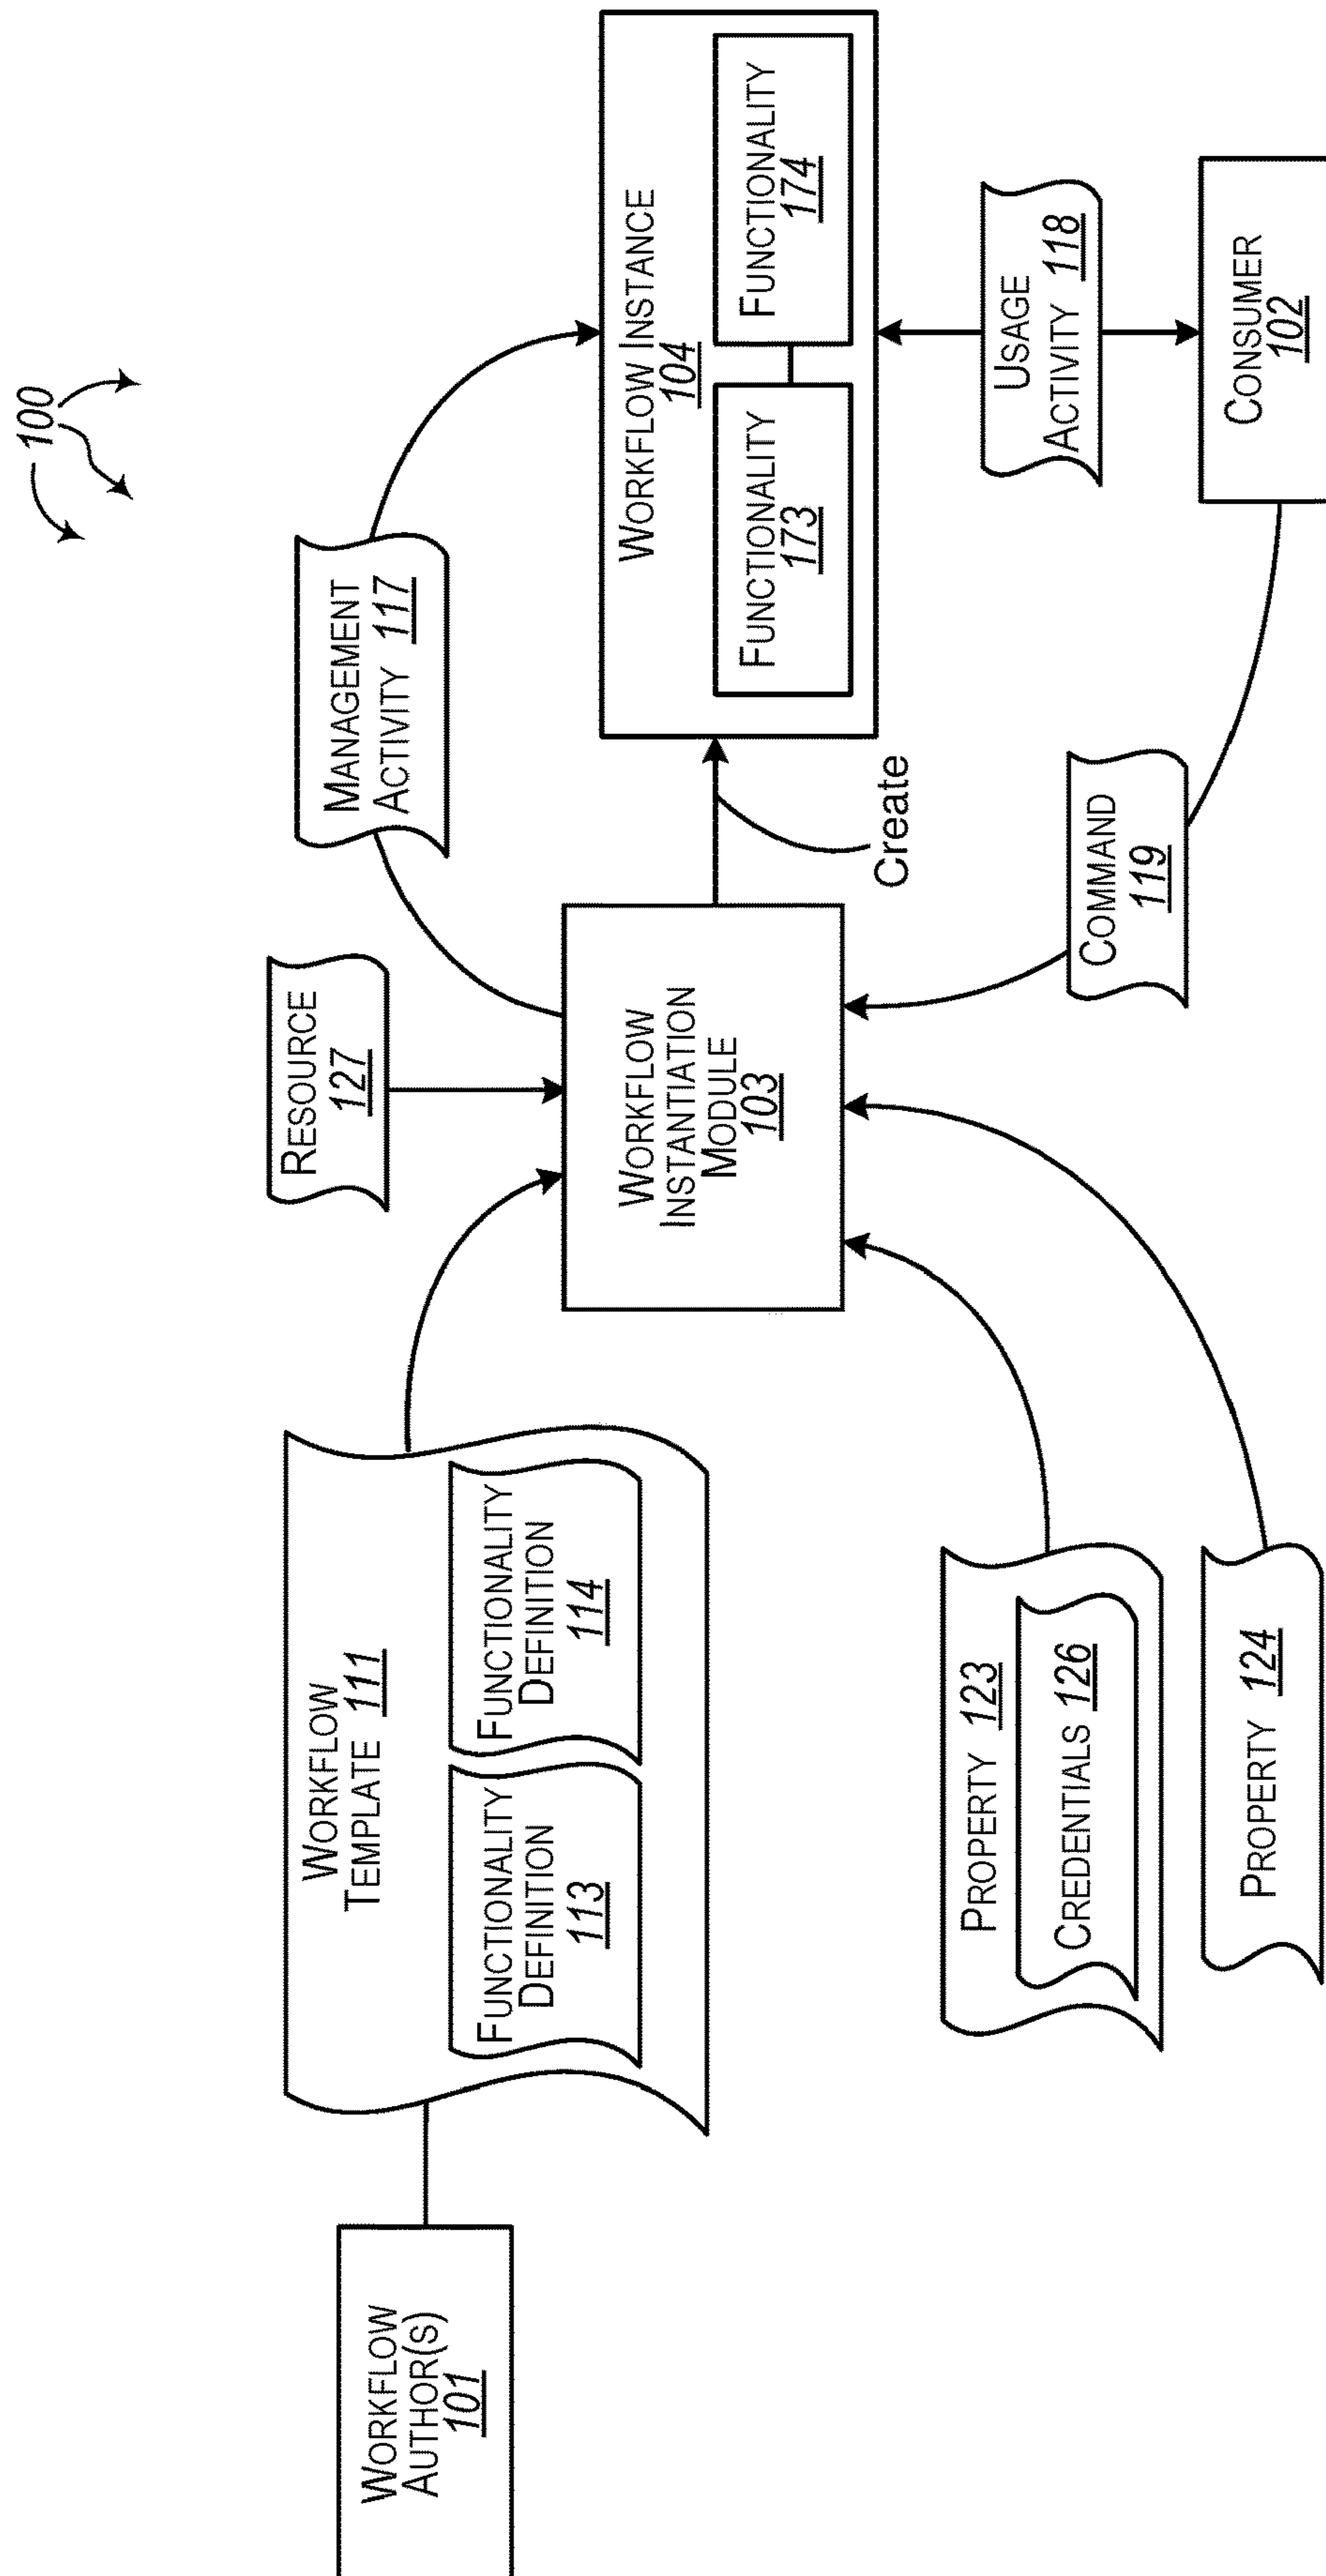 100
WORKFLOW
AUTHOR(S)
101
WORKFLOW
TEMPLATE 111
FUNCTIONALITY
DEFINITION
113
FUNCTIONALITY
DEFINITION
114
RESOURCE
127
MANAGEMENT
ACTIVITY 117
WORKFLOW
INSTANTIATION
MODULE
103
Create
WORKFLOW INSTANCE
104
FUNCTIONALITY
173
FUNCTIONALITY
174
PROPERTY 123
CREDENTIALS 126
PROPERTY 124
COMMAND
119
USAGE
ACTIVITY 118
CONSUMER
102